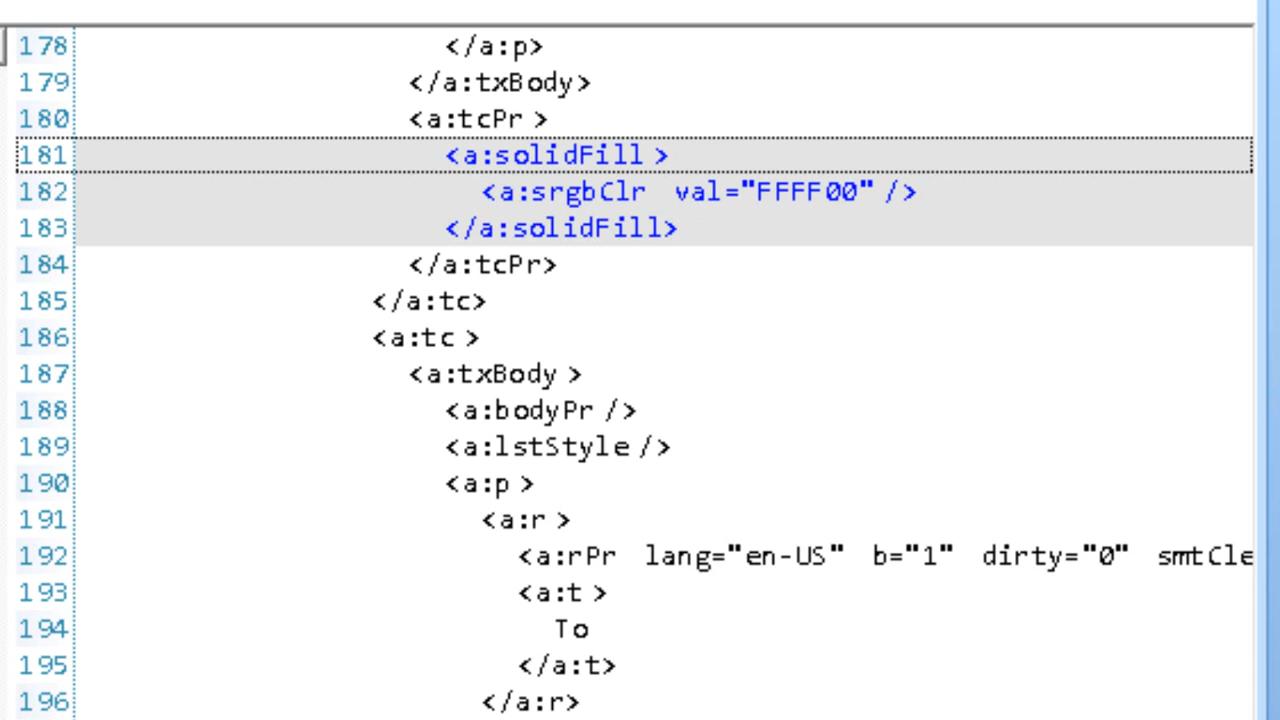 178 </a:p>
179 </a:txBody>
180 <a:tcPr >
181 <a:solidFill >
182 <a:srgbClr val="FFFF00" />
183 </a:solidFill>
184 </a:tcPr>
185 </a:tc>
186 <a:tc >
187 <a:txBody >
188 <a:bodyPr />
189 <a:lstStyle />
190 <a:p >
191 <a:r >
192 <a:rPr lang="en-US" b="1" dirty="0" smtCle
193 <a:t >
194 To
195 </a:t>
196 </a:r>